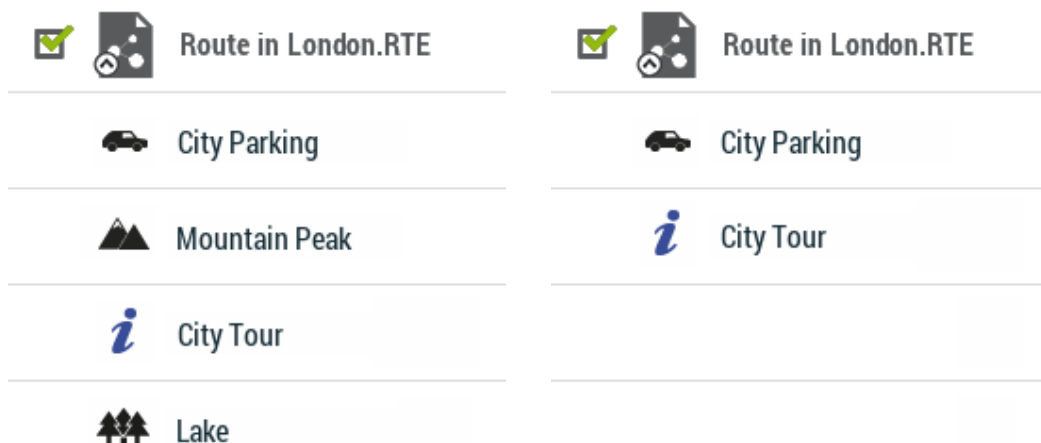 Route in London.RTE
City Parking
Mountain Peak
City Tour
Lake
Route in London.RTE
City Parking
City Tour